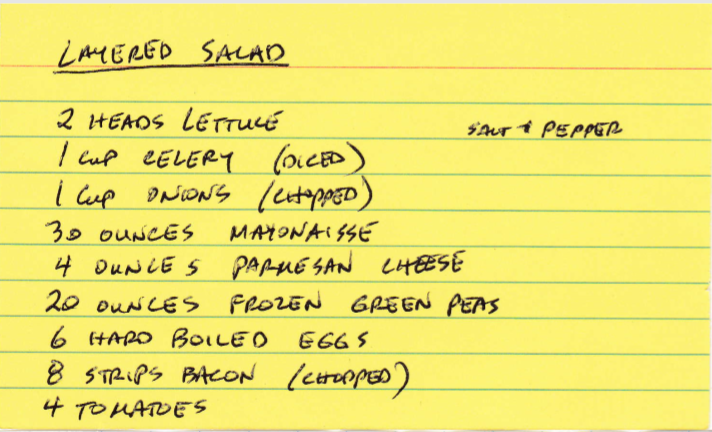 LAYERED SALAD
2 HEADS LETTUCE
SALT & PEPPER
1 CUP CELERY (DICED)
1 CUP ONIONS (CHOPPED)
30 OUNCES MAYONAISSE
4 OUNCES PARMESAN CHEESE
20 OUNCES FROZEN GREEN PEAS
6 HARD BOILED EGGS
8 STRIPS BACON (CHOPPED)
4 TOMATOES